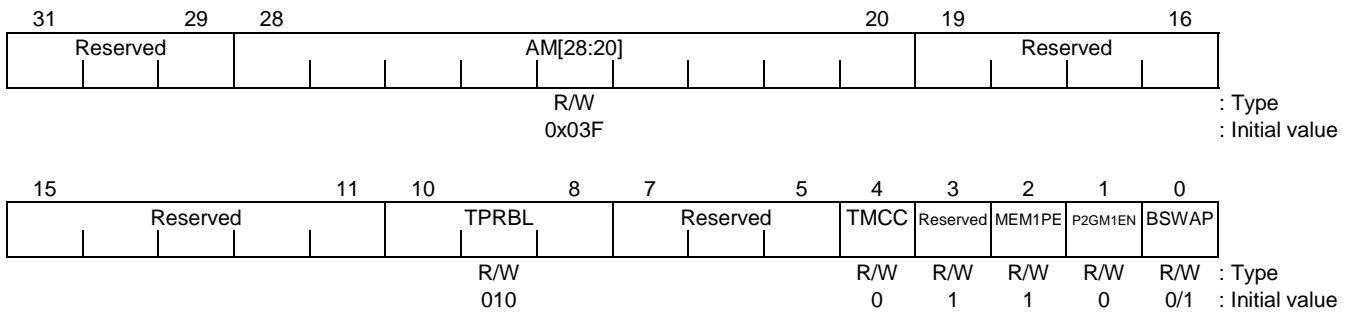 31 29 28 20 19 16
Reserved AM[28:20] Reserved
R/W : Type
0x03F : Initial value
15 11 10 8 7 5 4 3 2 1 0
Reserved TPRBL Reserved TMCC Reserved MEM1PE P2GM1EN BSWAP
R/W R/W R/W R/W R/W R/W : Type
010 0 1 1 0 0/1 : Initial value